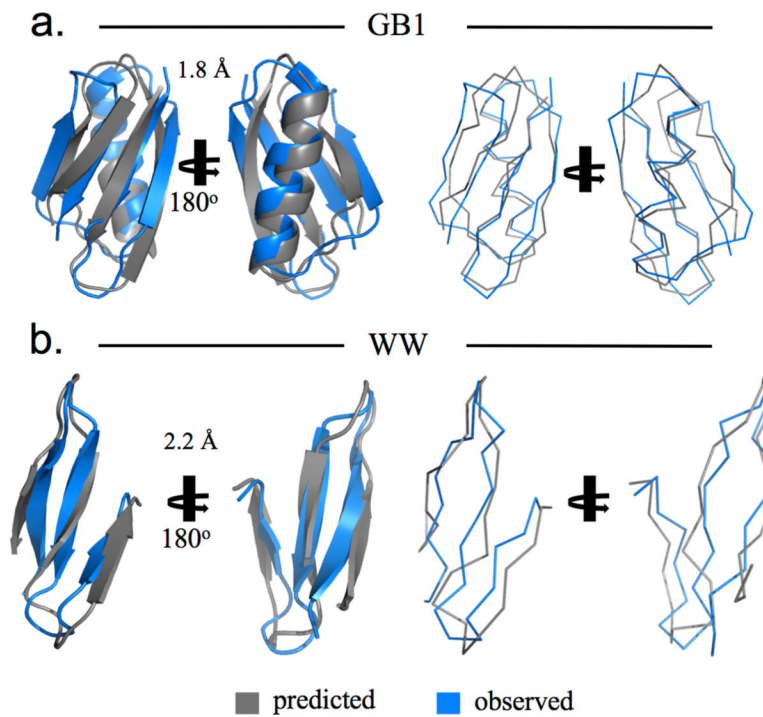 a.
GB1
1.8 Å
180°
b.
WW
2.2 Å
180°
predicted
observed